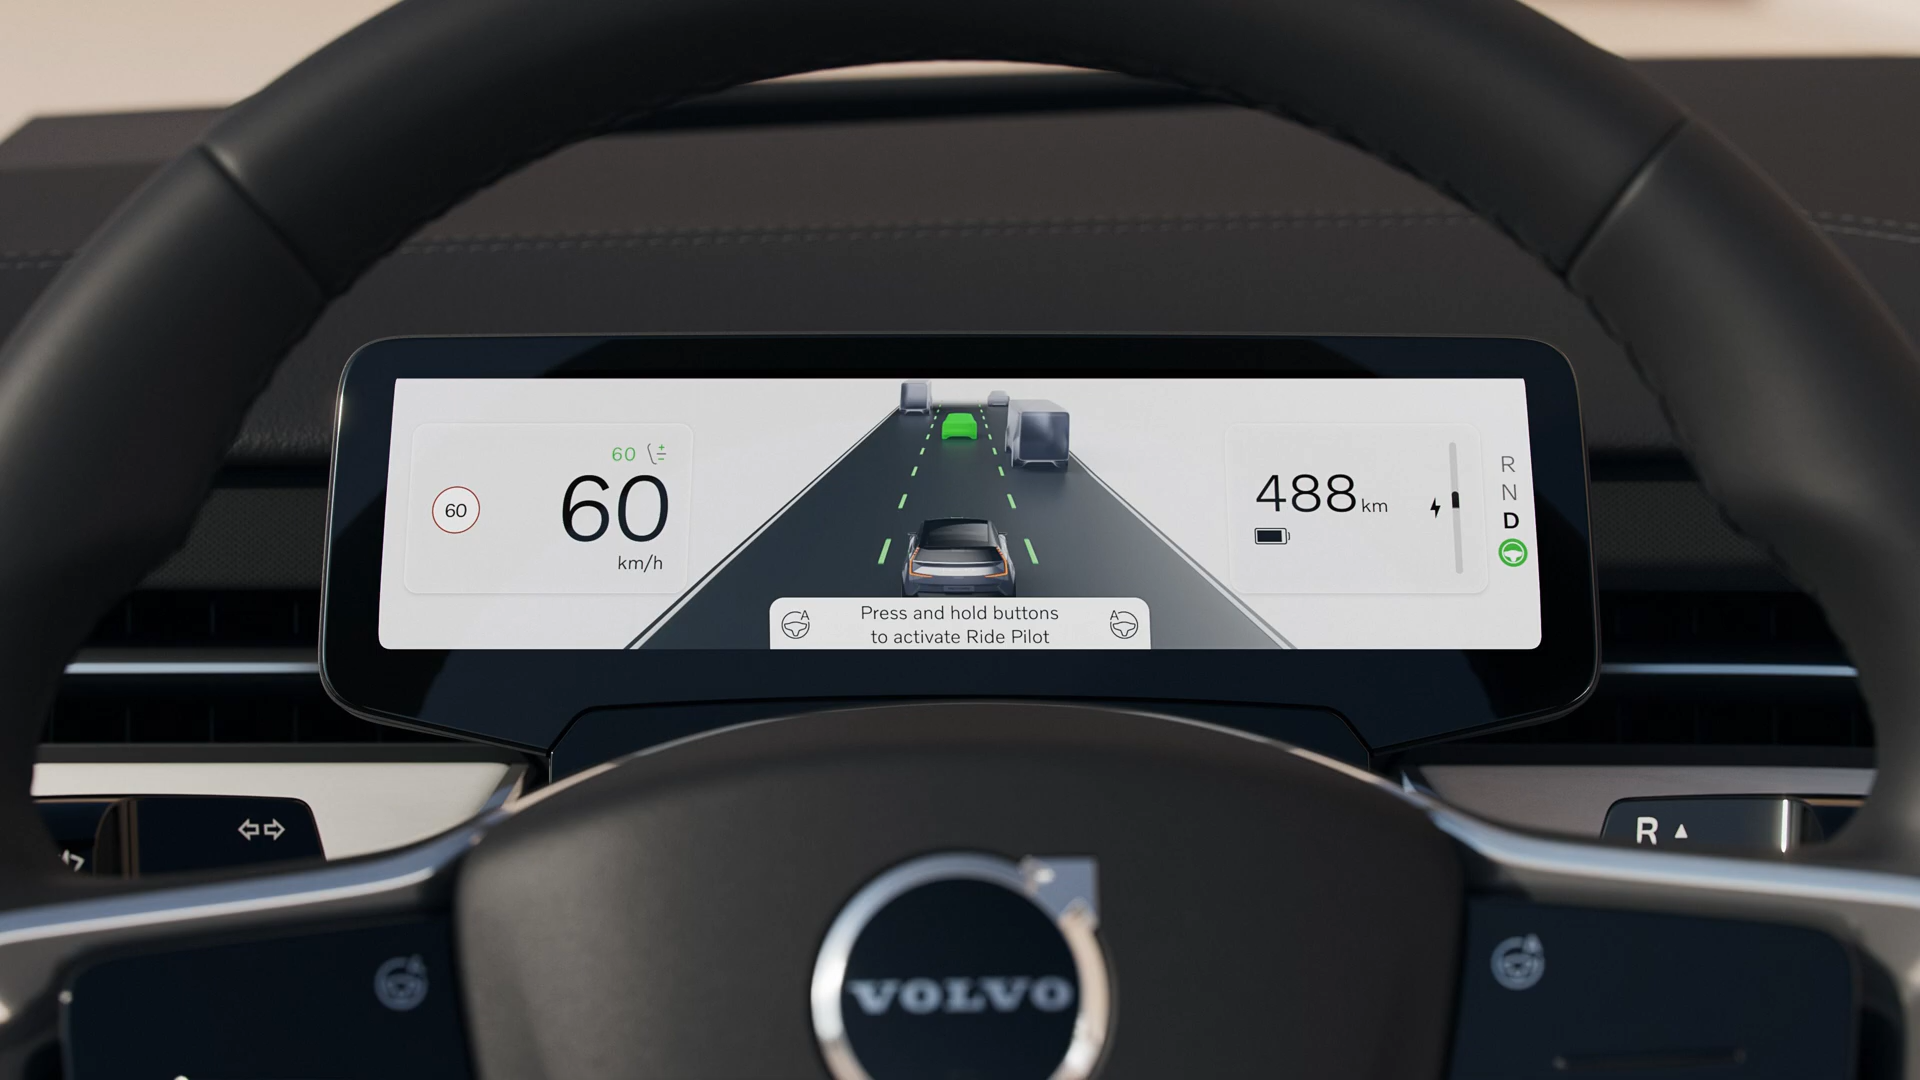 60
60
60
km/h
488 km
R
N
D
A
Press and hold buttons
to activate Ride Pilot
A
R
VOLVO